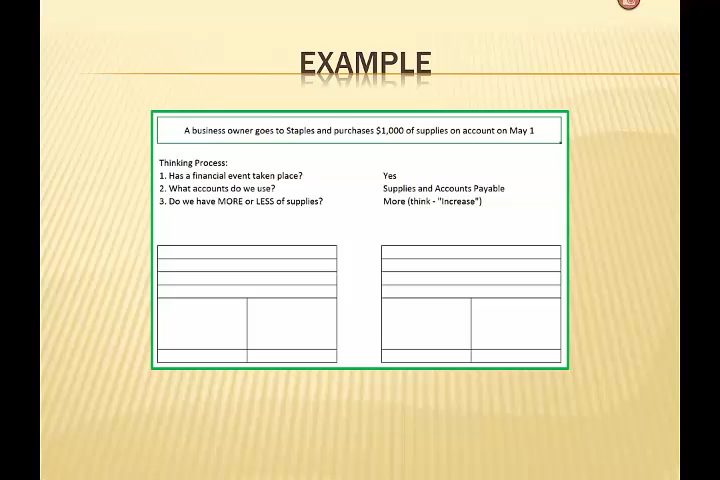 EXAMPLE
A business owner goes to Staples and purchases $1,000 of supplies on account on May 1
Thinking Process:
1. Has a financial event taken place? Yes
2. What accounts do we use? Supplies and Accounts Payable
3. Do we have MORE or LESS of supplies? More (think - "Increase")